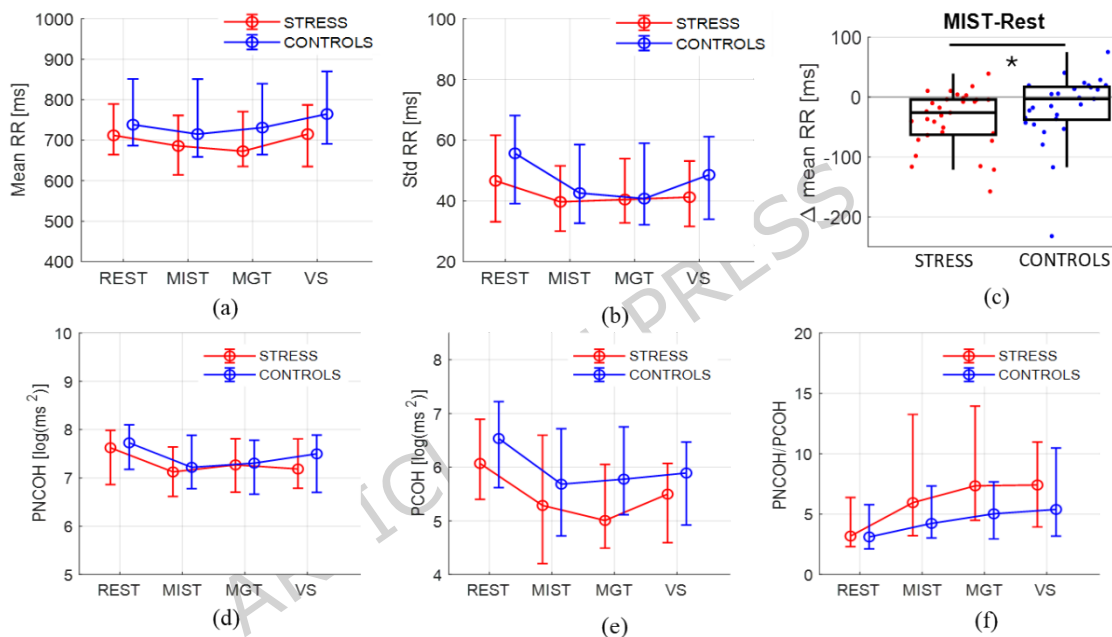 1000
900
800
700
600
500
400
Mean RR [ms]
STRESS
CONTROLS
REST MIST MGT VS
(a)
100
80
60
40
20
Std RR [ms]
STRESS
CONTROLS
REST MIST MGT VS
(b)
MIST-Rest
100
0
-100
-200
Δ mean RR [ms]
*
STRESS CONTROLS
(c)
10
9
8
7
6
5
PNCOH [log(ms²)]
STRESS
CONTROLS
REST MIST MGT VS
(d)
8
7
6
5
4
PCOH [log(ms²)]
STRESS
CONTROLS
REST MIST MGT VS
(e)
20
15
10
5
0
PNCOH/PCOH
STRESS
CONTROLS
REST MIST MGT VS
(f)